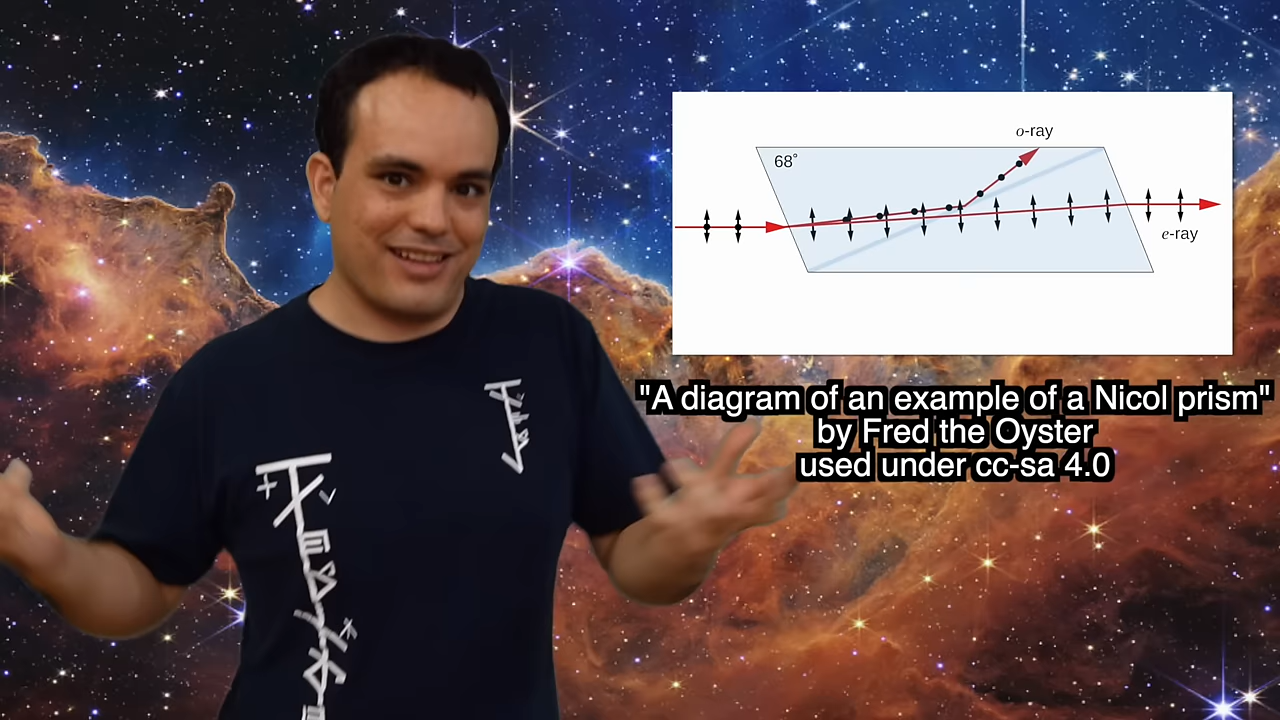 o-ray
68°
e-ray
"A diagram of an example of a Nicol prism"
by Fred the Oyster
used under cc-sa 4.0